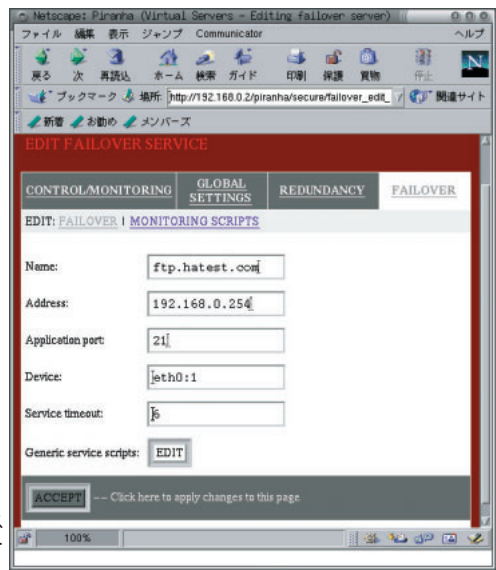 Netscape: Piranha (Virtual Servers - Editing failover server)
ファイル 編集 表示 ジャンプ Communicator ヘルプ
戻る 次 再読込 ホーム 検索 ガイド 印刷 保護 買物 停止
N
ブックマーク 場所: http://192.168.0.2/piranha/secure/failover_edit_ 関連サイト
新着 お勧め メンバーズ
EDIT FAILOVER SERVICE
CONTROL/MONITORING GLOBAL SETTINGS REDUNDANCY FAILOVER
EDIT: FAILOVER | MONITORING SCRIPTS
Name: ftp.hatest.com
Address: 192.168.0.254
Application port: 21
Device: eth0:1
Service timeout: 6
Generic service scripts: EDIT
ACCEPT -- Click here to apply changes to this page
100%